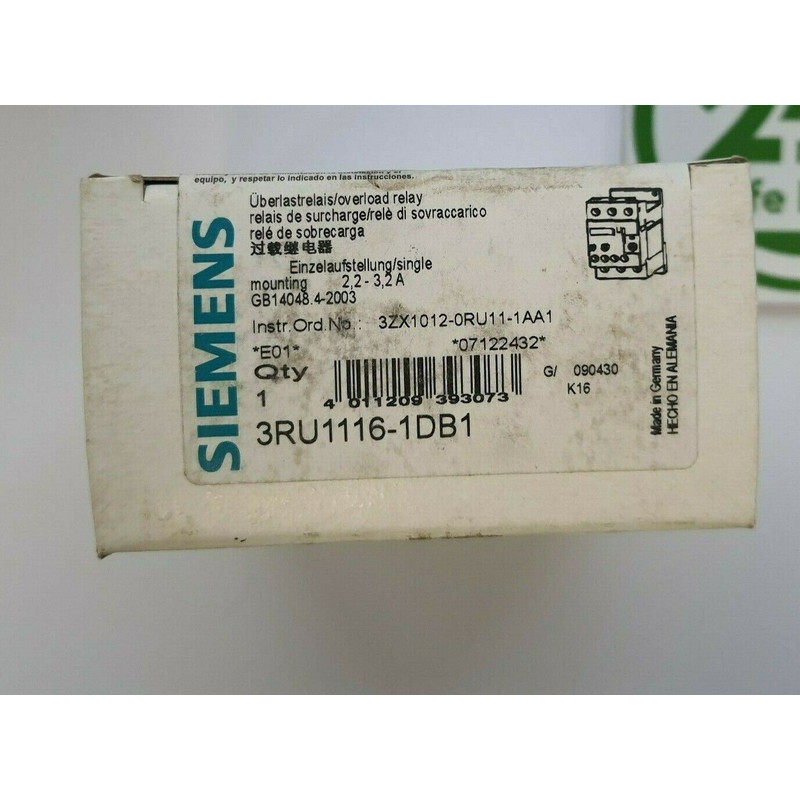 equipo, y respetar lo indicado en las instrucciones.
SIEMENS
Überlastrelais/overload relay
relais de surcharge/relè di sovraccarico
relé de sobrecarga
过载继电器
Einzelaufstellung/single
mounting 2,2 - 3,2 A
GB14048.4-2003
Instr.Ord.No.: 3ZX1012-0RU11-1AA1
*E01* *07122432*
Qty
1
4 011209 393073
G/ 090430
K16
3RU1116-1DB1
Made in Germany
HECHO EN ALEMANIA